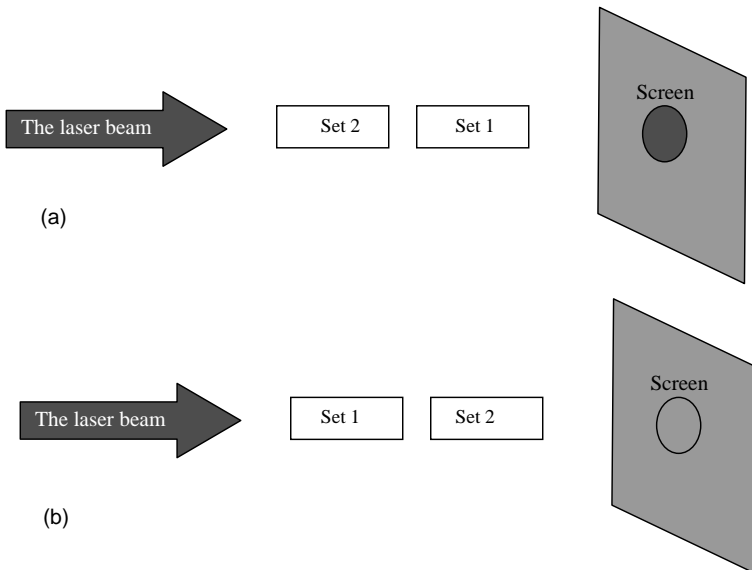 Screen
The laser beam
Set 2
Set 1
(a)
Screen
The laser beam
Set 1
Set 2
(b)